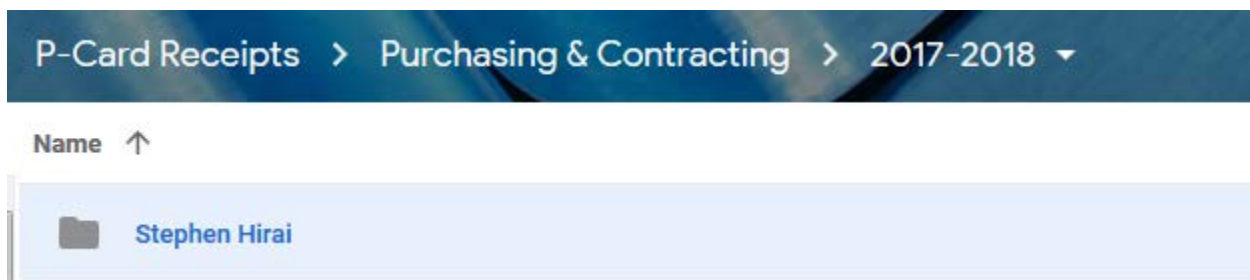 P-Card Receipts > Purchasing & Contracting > 2017-2018
Name
Stephen Hirai